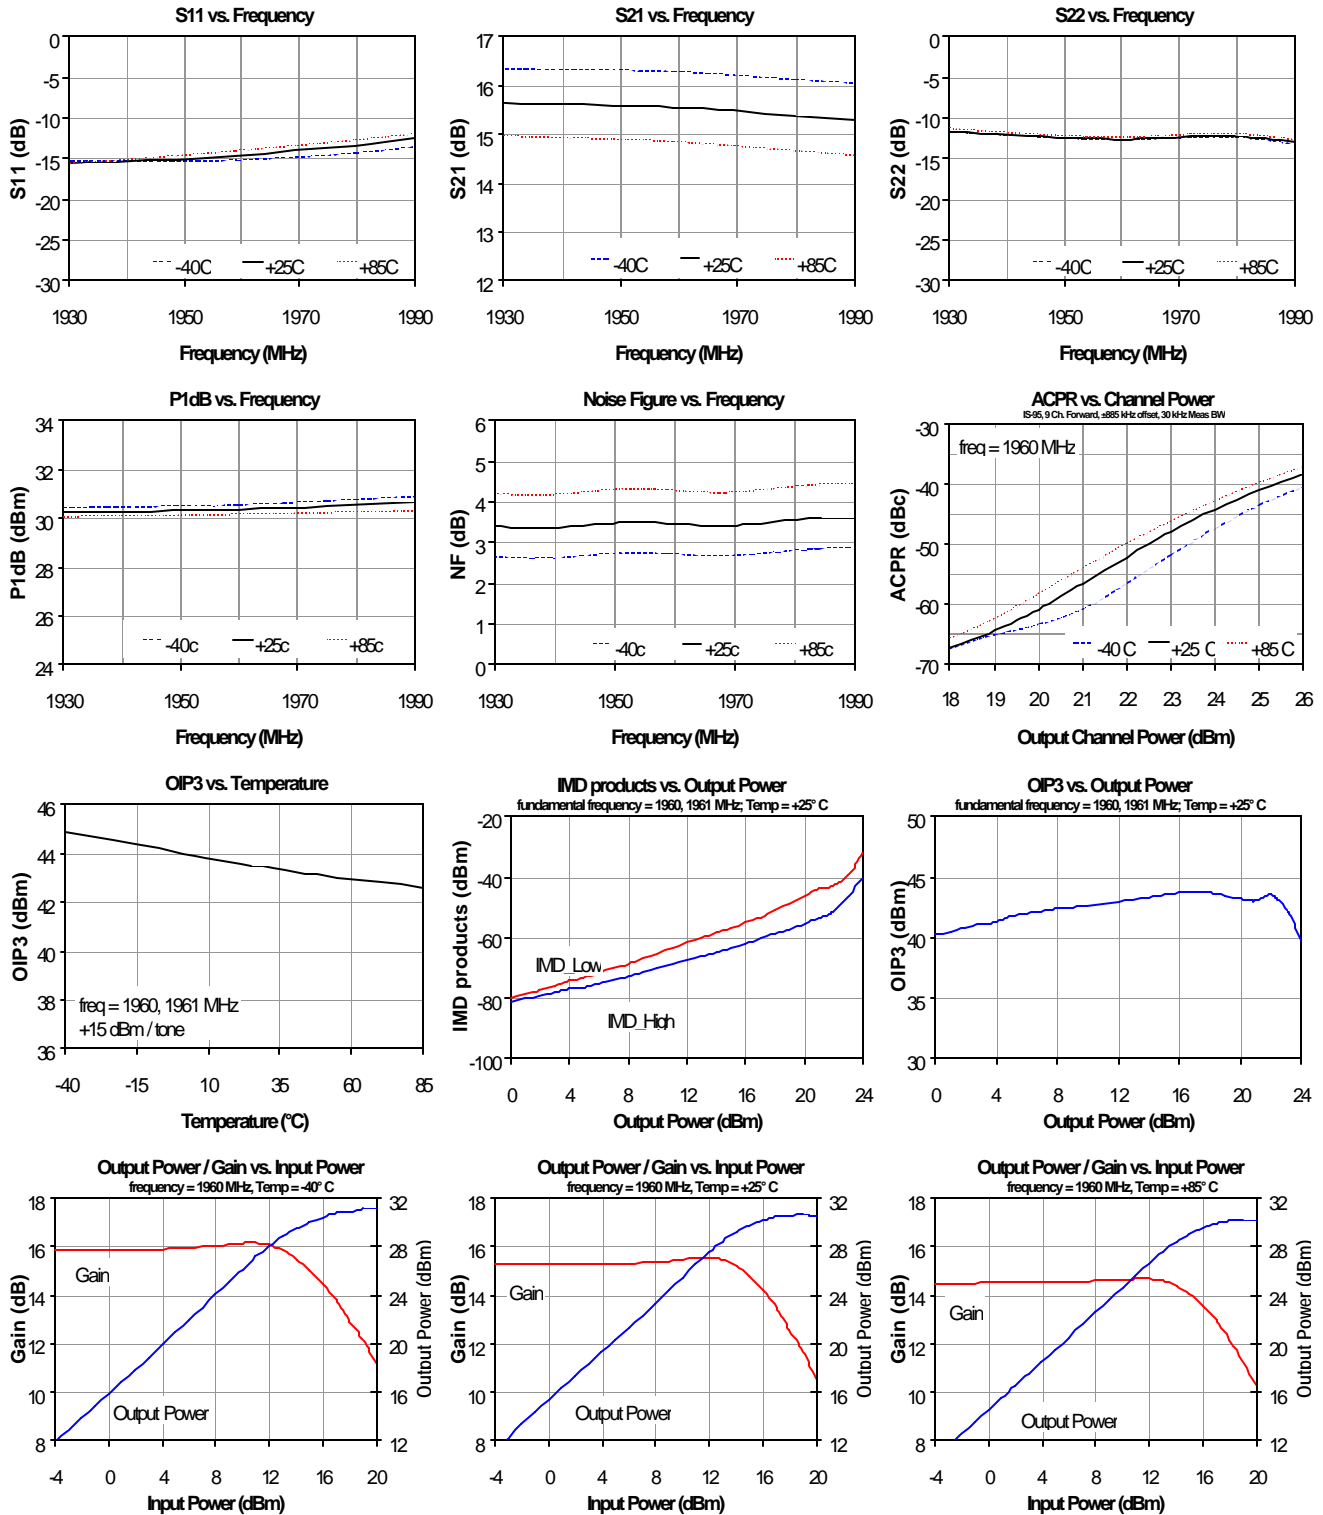 S11 vs. Frequency
0
-5
-10
-15
-20
-25
-30
S11 (dB)
-40C
+25C
+85C
1930
1950
1970
1990
Frequency (MHz)
S21 vs. Frequency
17
16
15
14
13
12
S21 (dB)
-40C
+25C
+85C
1930
1950
1970
1990
Frequency (MHz)
S22 vs. Frequency
0
-5
-10
-15
-20
-25
-30
S22 (dB)
-40C
+25C
+85C
1930
1950
1970
1990
Frequency (MHz)
P1dB vs. Frequency
34
32
30
28
26
24
P1dB (dBm)
-40c
+25c
+85c
1930
1950
1970
1990
Frequency (MHz)
Noise Figure vs. Frequency
6
5
4
3
2
1
0
NF (dB)
-40c
+25c
+85c
1930
1950
1970
1990
Frequency (MHz)
ACPR vs. Channel Power
IS-95, 9 Ch. Forward, ±885 kHz offset, 30 kHz Meas BW
freq = 1960 MHz
-30
-40
-50
-60
-70
ACPR (dBc)
-40 C
+25 C
+85 C
18 19 20 21 22 23 24 25 26
Output Channel Power (dBm)
OIP3 vs. Temperature
46
44
42
40
38
36
OIP3 (dBm)
freq = 1960, 1961 MHz
+15 dBm / tone
-40 -15 10 35 60 85
Temperature (°C)
IMD products vs. Output Power
fundamental frequency = 1960, 1961 MHz; Temp = +25° C
-20
-40
-60
-80
-100
IMD products (dBm)
IMD_Low
IMD_High
0 4 8 12 16 20 24
Output Power (dBm)
OIP3 vs. Output Power
fundamental frequency = 1960, 1961 MHz; Temp = +25° C
50
45
40
35
30
OIP3 (dBm)
0 4 8 12 16 20 24
Output Power (dBm)
Output Power / Gain vs. Input Power
frequency = 1960 MHz, Temp = -40° C
18
16
14
12
10
8
Gain (dB)
Gain
Output Power
32
28
24
20
16
12
Output Power (dBm)
-4 0 4 8 12 16 20
Input Power (dBm)
Output Power / Gain vs. Input Power
frequency = 1960 MHz, Temp = +25° C
18
16
14
12
10
8
Gain (dB)
Gain
Output Power
32
28
24
20
16
12
Output Power (dBm)
-4 0 4 8 12 16 20
Input Power (dBm)
Output Power / Gain vs. Input Power
frequency = 1960 MHz, Temp = +85° C
18
16
14
12
10
8
Gain (dB)
Gain
Output Power
32
28
24
20
16
12
Output Power (dBm)
-4 0 4 8 12 16 20
Input Power (dBm)